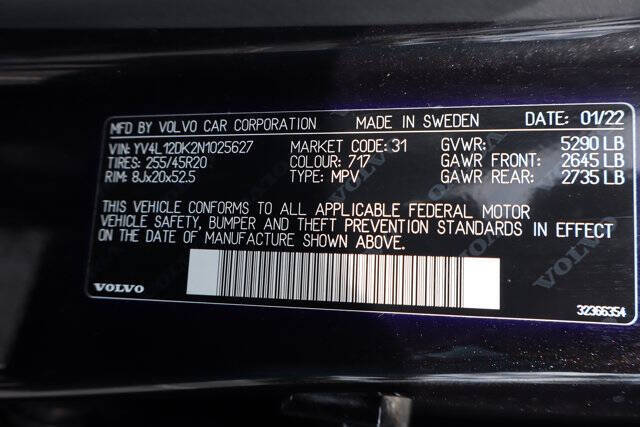 MFD BY VOLVO CAR CORPORATION MADE IN SWEDEN DATE: 01/22
VIN: YV4L12DK2N1025627 MARKET CODE: 31 GVWR: 5290 LB
TIRES: 255/45R20 COLOUR: 717 GAWR FRONT: 2645 LB
RIM: 8Jx20x52.5 TYPE: MPV GAWR REAR: 2735 LB
THIS VEHICLE CONFORMS TO ALL APPLICABLE FEDERAL MOTOR
VEHICLE SAFETY, BUMPER AND THEFT PREVENTION STANDARDS IN EFFECT
ON THE DATE OF MANUFACTURE SHOWN ABOVE.
VOLVO
VOLVO 32366354